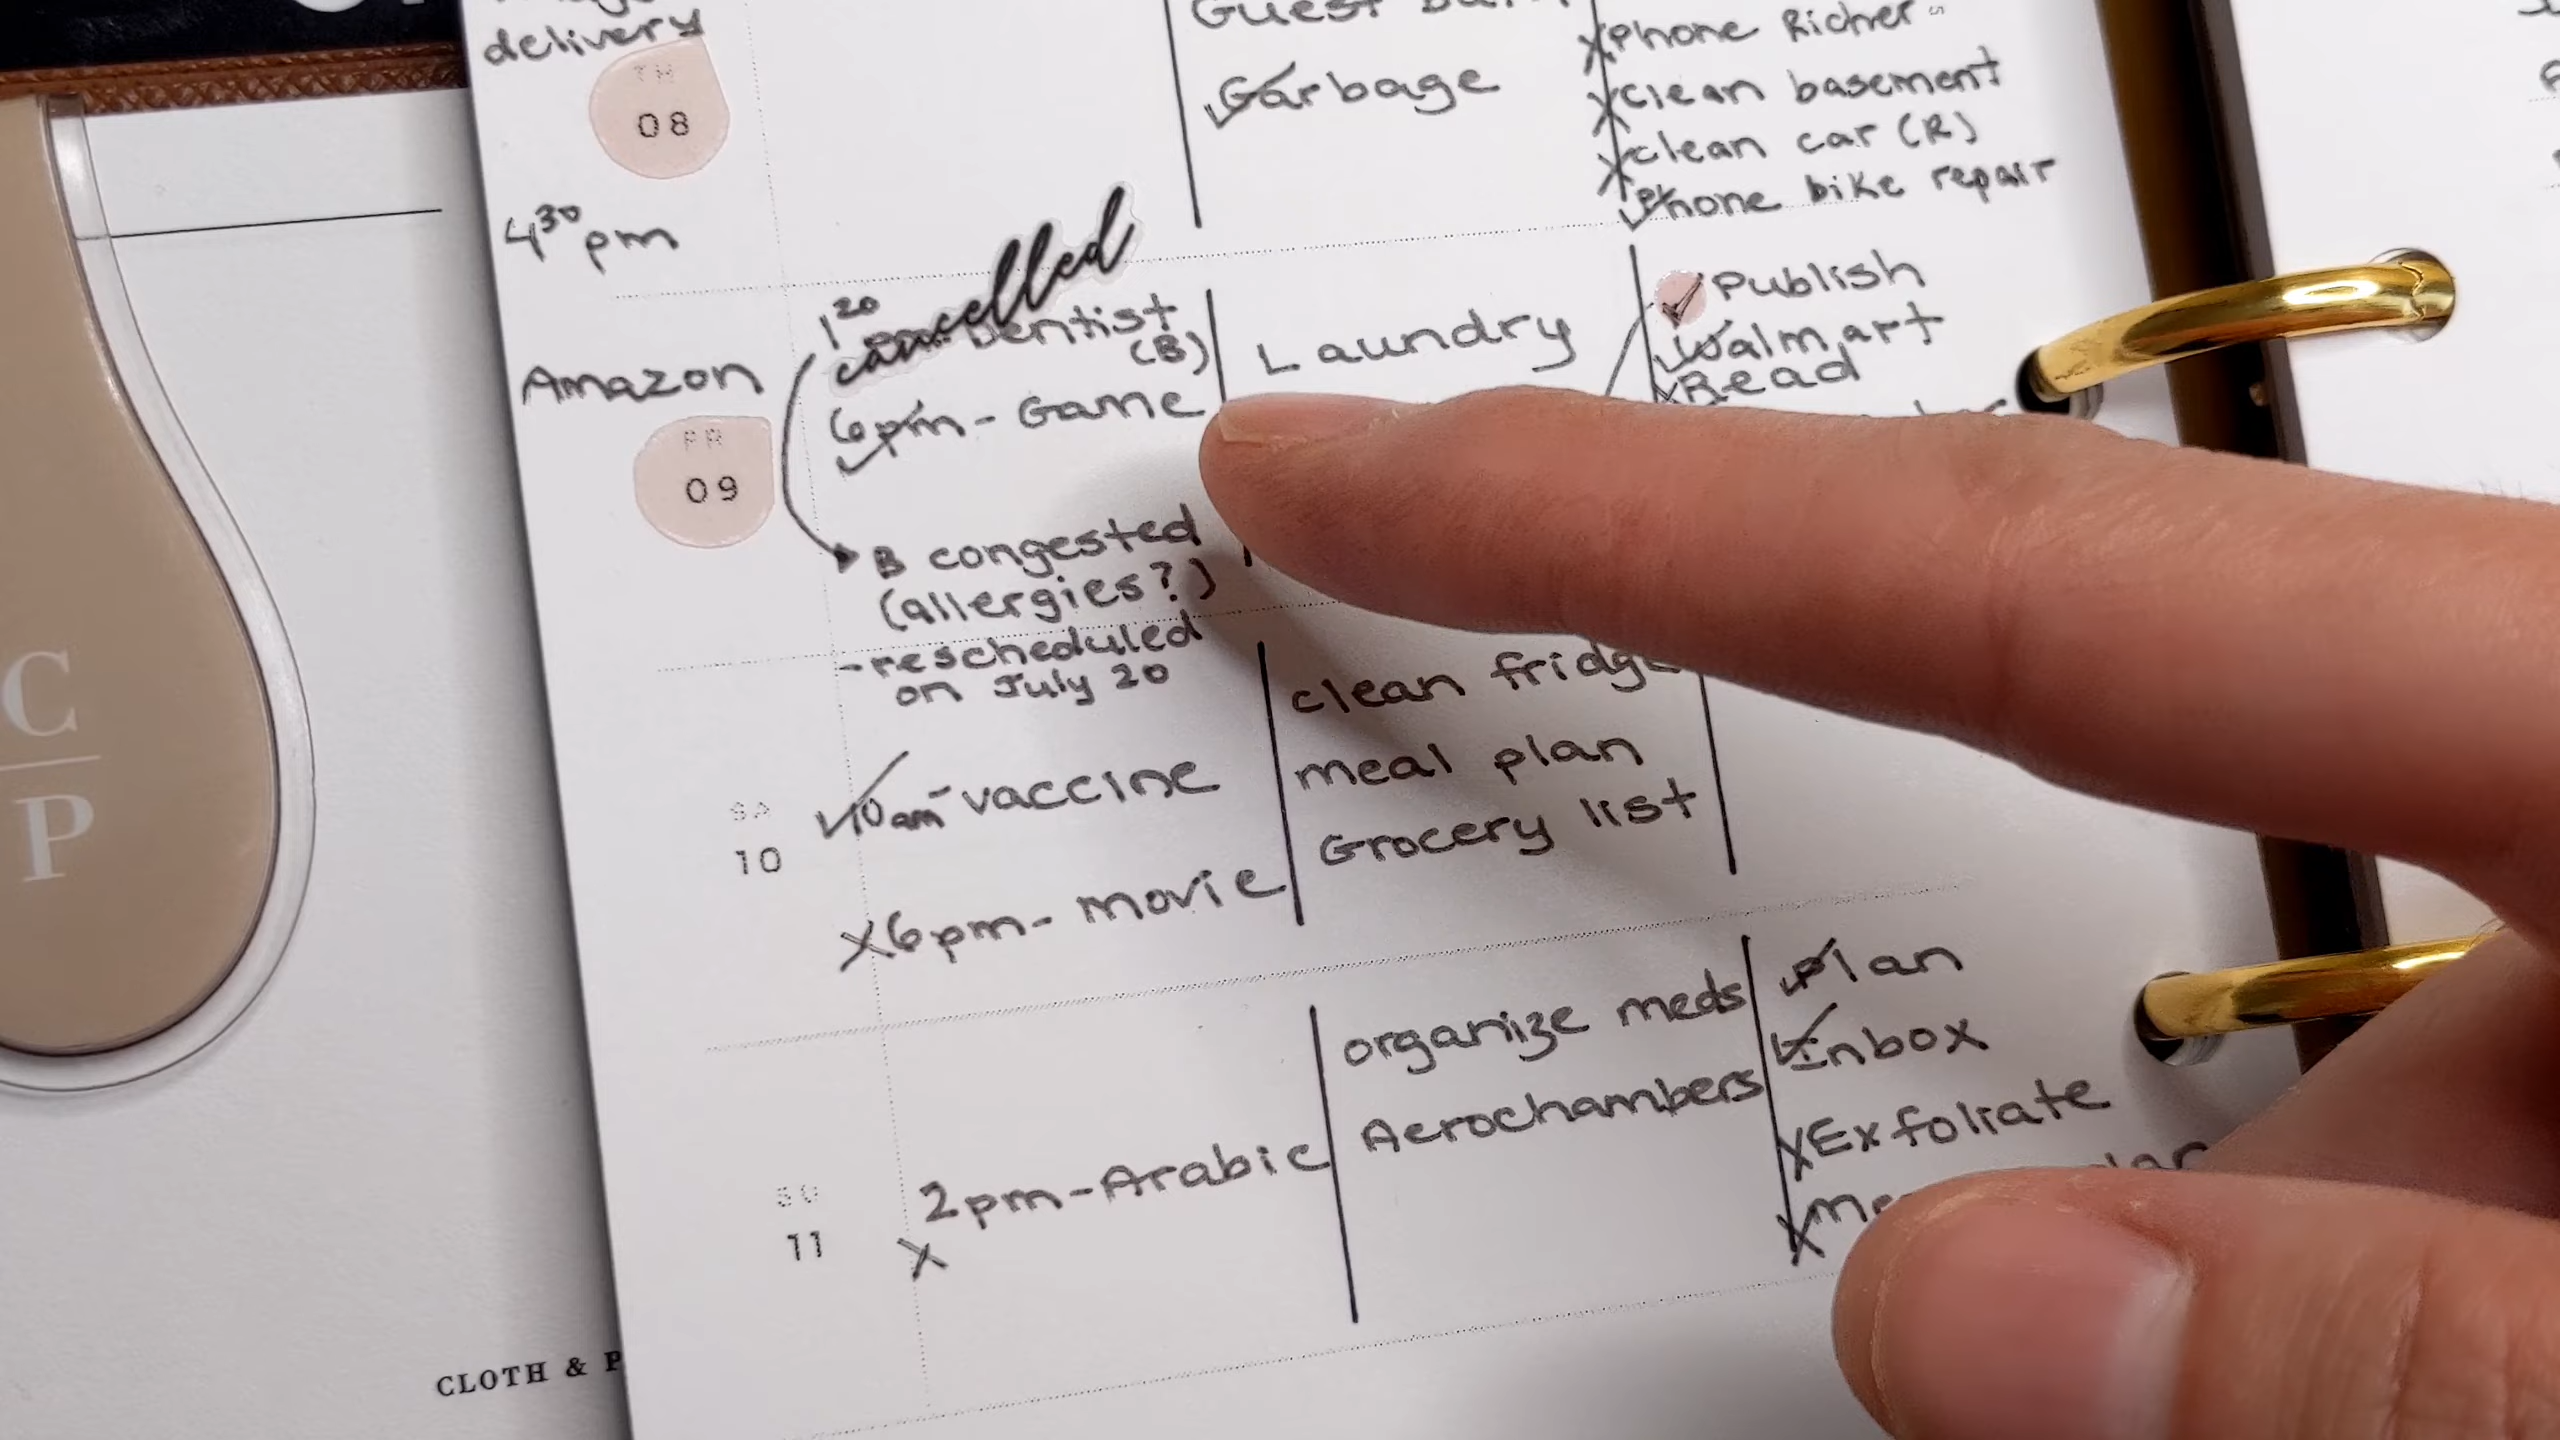 delivery
TH
08
Garbage
Phone Richer
clean basement
clean car (R)
Phone bike repair
4³⁰ pm
cancelled
1²⁰
Dentist
(B)
6pm - Game
Laundry
Publish
Walmart
Read
Amazon
FR
09
B congested
(allergies?)
- rescheduled
on July 20
SA
10
10am - vaccine
X 6pm - movie
clean fridge
meal plan
Grocery list
SU
11
2pm - Arabic
X
organize meds
Aerochambers
Plan
Inbox
X Exfoliate
C
P
CLOTH &